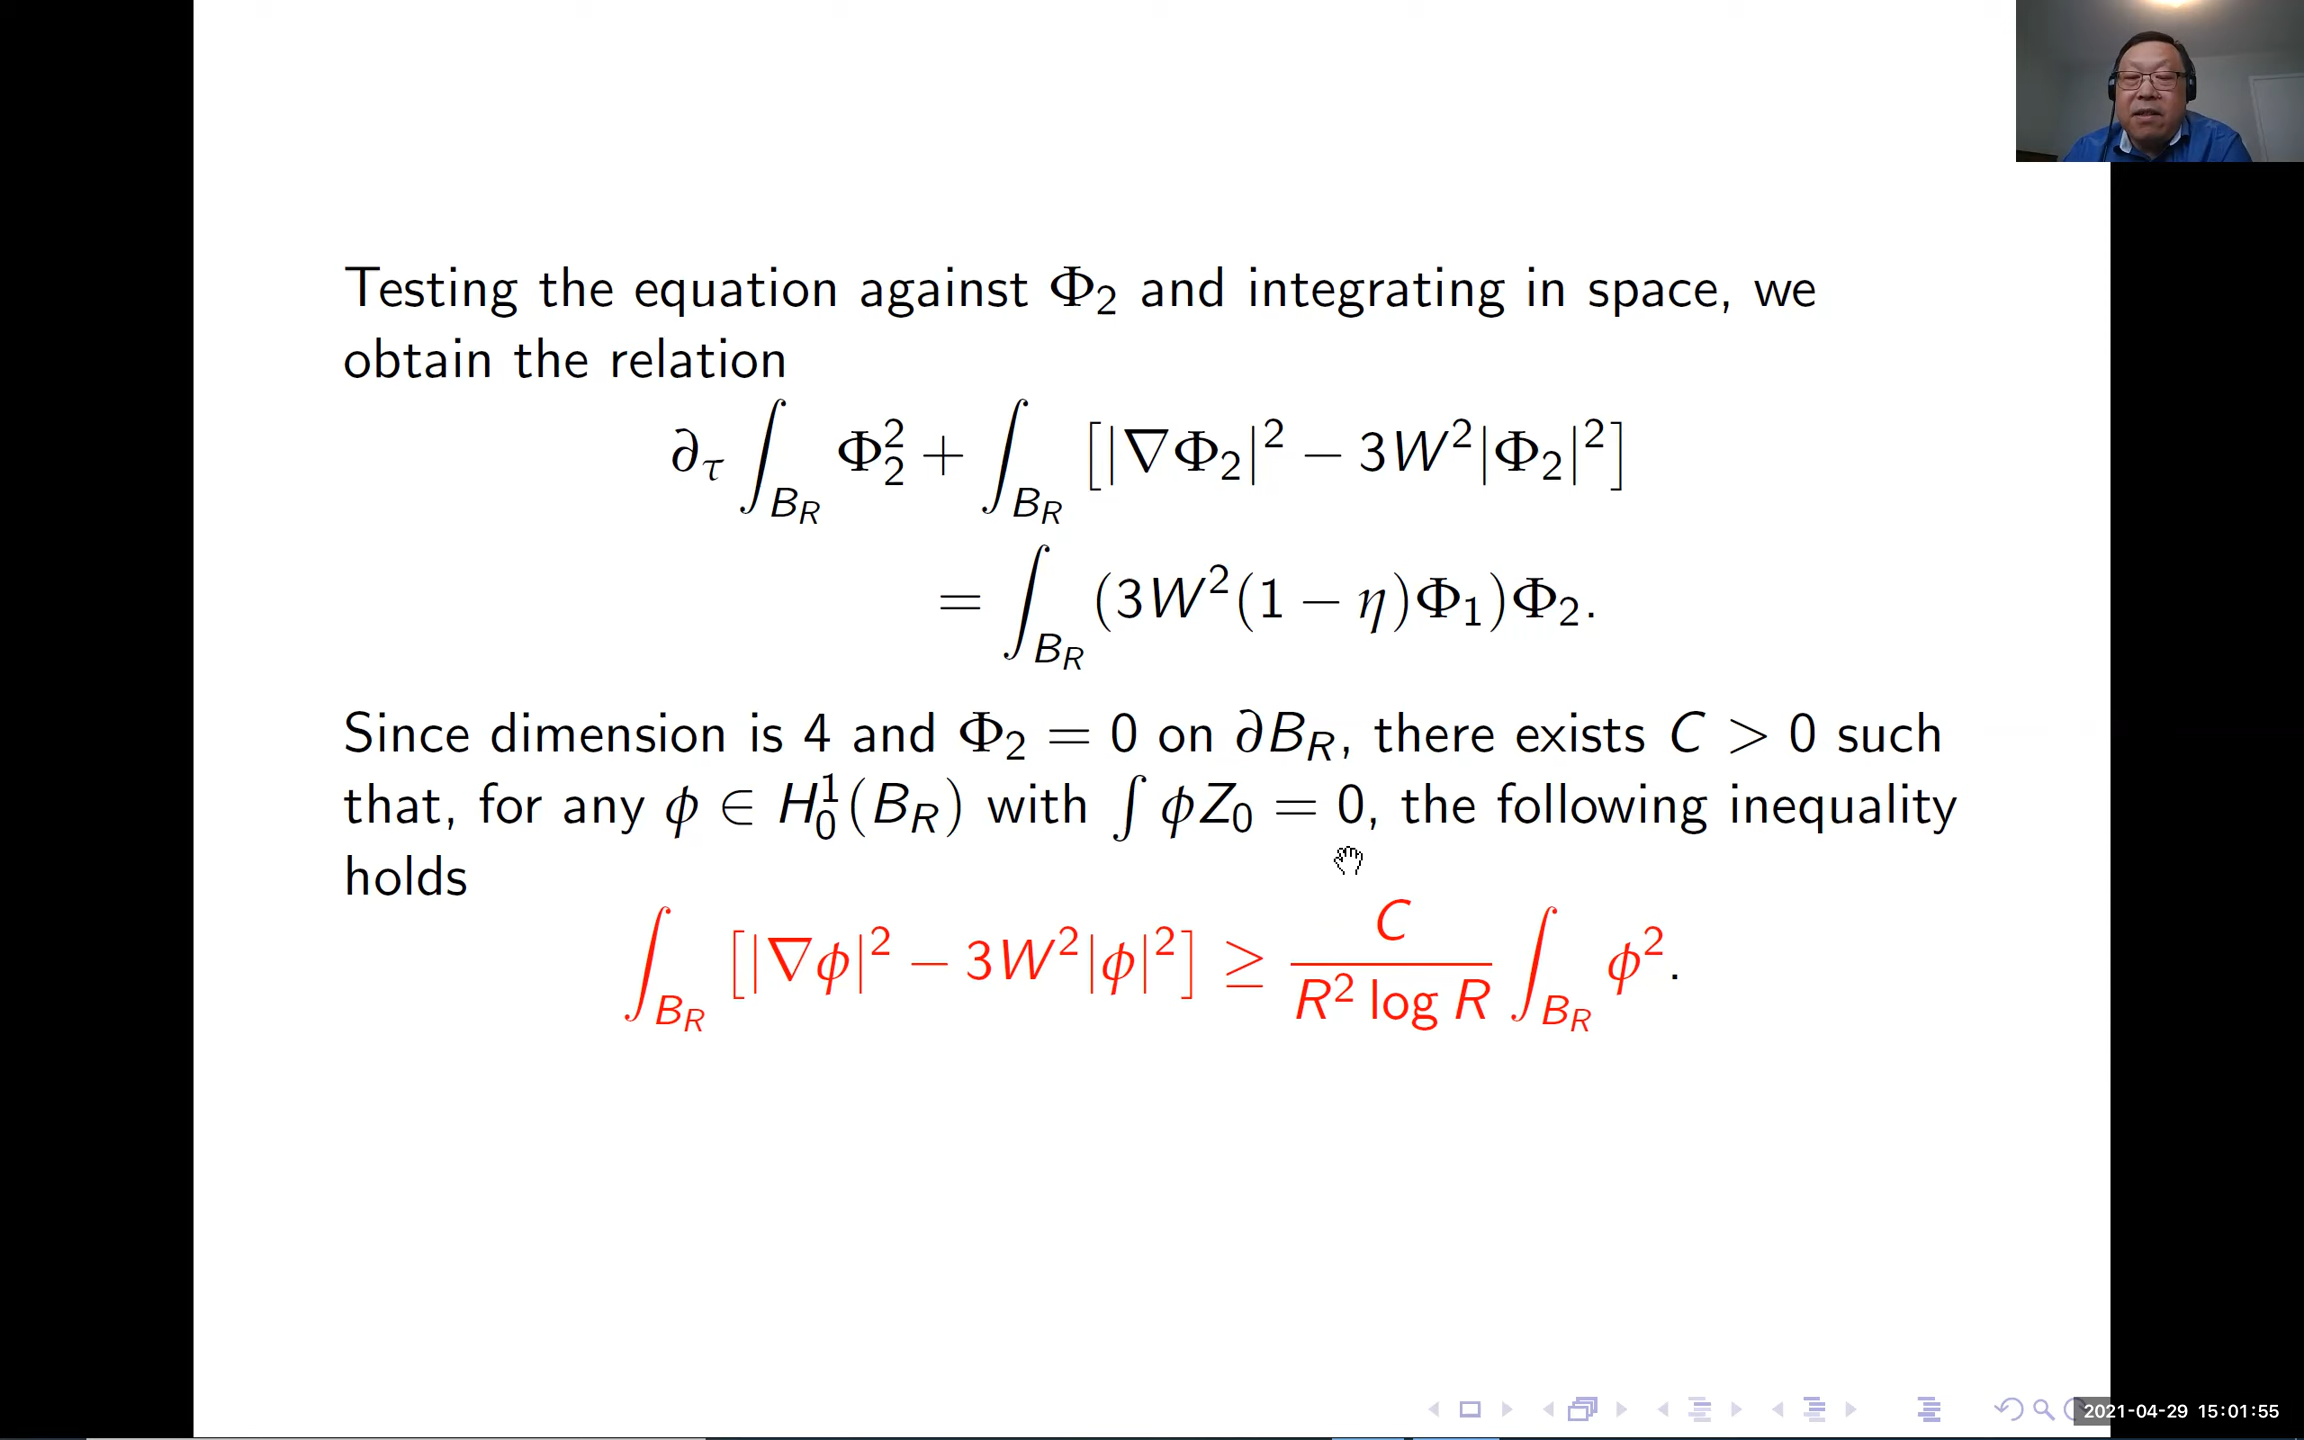 Testing the equation against Φ₂ and integrating in space, we
obtain the relation
∂_τ ∫_{B_R} Φ₂² + ∫_{B_R} [|∇Φ₂|² − 3W²|Φ₂|²]
= ∫_{B_R} (3W²(1 − η)Φ₁)Φ₂.
Since dimension is 4 and Φ₂ = 0 on ∂B_R, there exists C > 0 such
that, for any ϕ ∈ H₀¹(B_R) with ∫ ϕZ₀ = 0, the following inequality
holds
∫_{B_R} [|∇ϕ|² − 3W²|ϕ|²] ≥ C / (R² log R) ∫_{B_R} ϕ².
2021-04-29 15:01:55